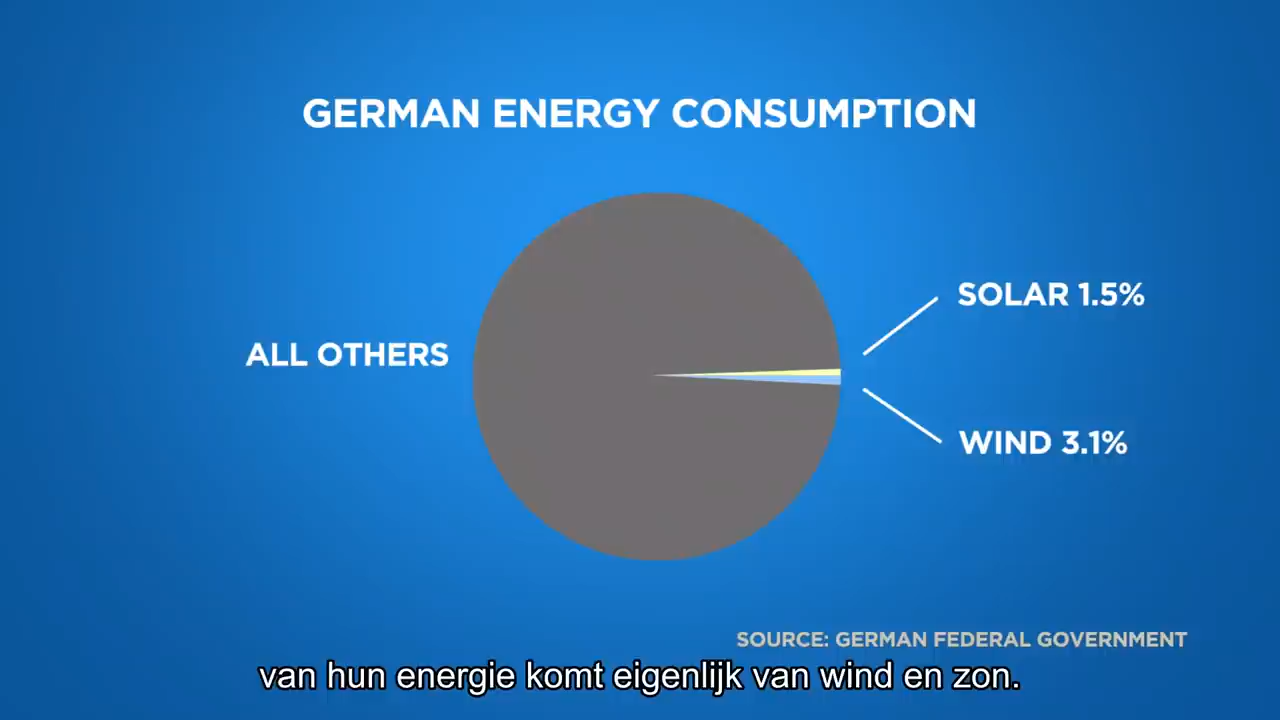 GERMAN ENERGY CONSUMPTION
SOLAR 1.5%
ALL OTHERS
WIND 3.1%
SOURCE: GERMAN FEDERAL GOVERNMENT
van hun energie komt eigenlijk van wind en zon.